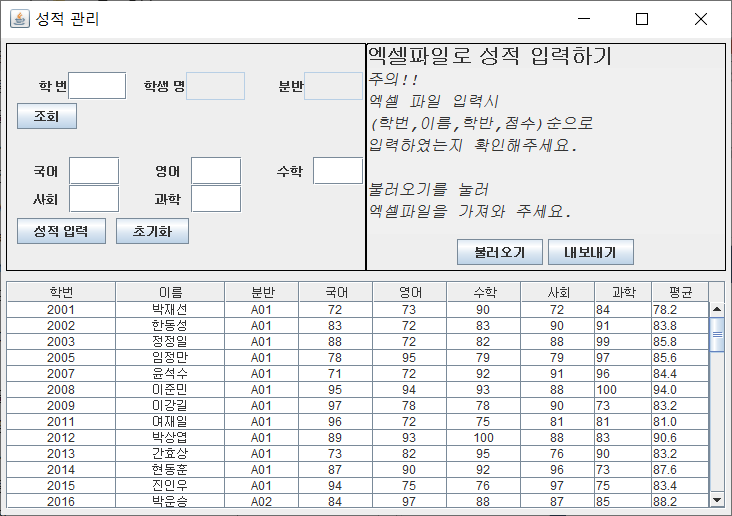 성적 관리
학 번 학생 명 분반
조회
국어 영어 수학
사회 과학
성적 입력 초기화
엑셀파일로 성적 입력하기
주의!!
엑셀 파일 입력시
(학번,이름,학반,점수)순으로
입력하였는지 확인해주세요.
불러오기를 눌러
엑셀파일을 가져와 주세요.
불러오기 내보내기
학번 이름 분반 국어 영어 수학 사회 과학 평균
2001 박재선 A01 72 73 90 72 84 78.2
2002 한동성 A01 83 72 83 90 91 83.8
2003 정정일 A01 88 72 82 88 99 85.8
2005 임정만 A01 78 95 79 79 97 85.6
2007 윤석수 A01 71 72 92 91 96 84.4
2008 이준민 A01 95 94 93 88 100 94.0
2009 이강길 A01 97 78 78 90 73 83.2
2011 여재일 A01 96 72 75 81 81 81.0
2012 박상엽 A01 89 93 100 88 83 90.6
2013 간효상 A01 73 82 95 76 90 83.2
2014 현동훈 A01 87 90 92 96 73 87.6
2015 진인우 A01 94 75 76 97 75 83.4
2016 박운승 A02 84 97 88 87 85 88.2